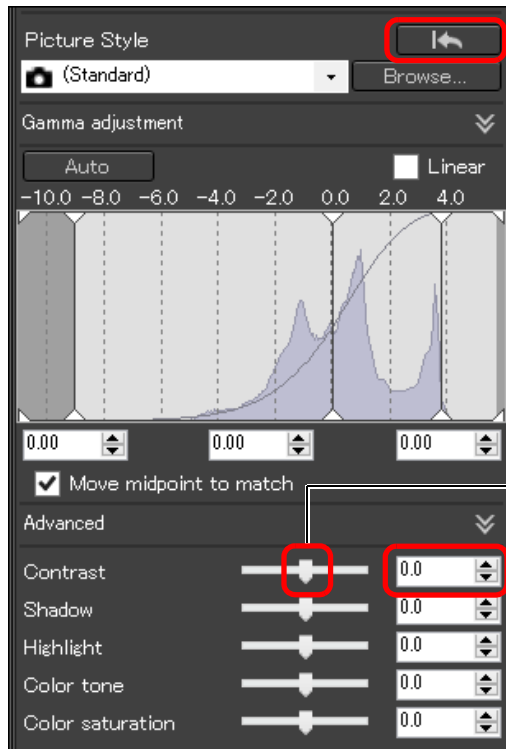 Picture Style
(Standard)
Browse...
Gamma adjustment
Auto
Linear
-10.0 -8.0 -6.0 -4.0 -2.0 0.0 2.0 4.0
0.00 0.00 0.00
Move midpoint to match
Advanced
Contrast 0.0
Shadow 0.0
Highlight 0.0
Color tone 0.0
Color saturation 0.0